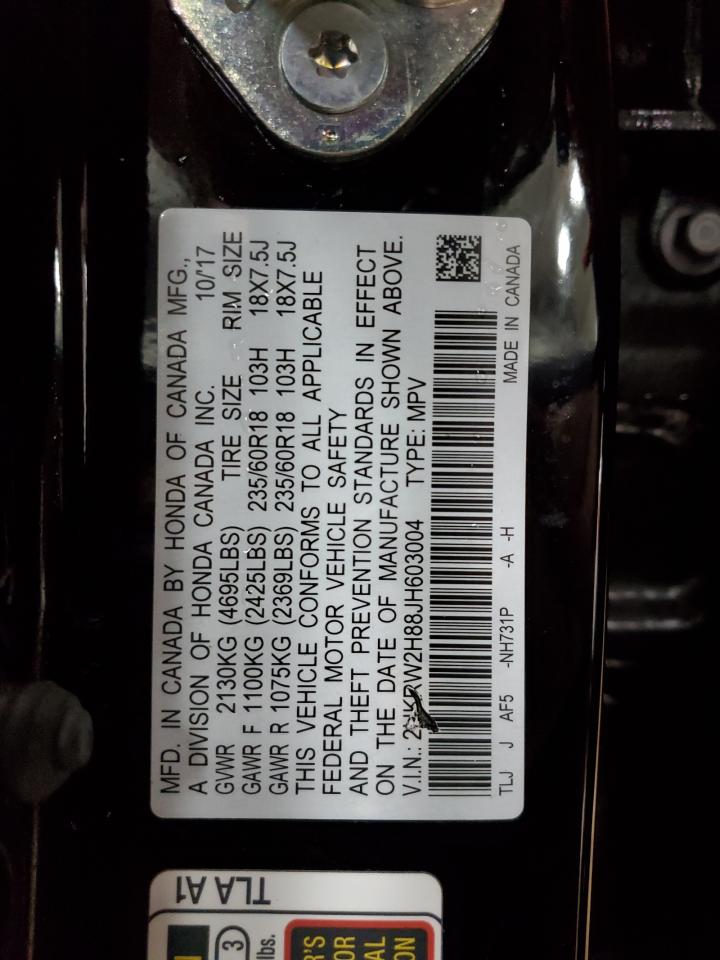 MFD. IN CANADA BY HONDA OF CANADA MFG.,
A DIVISION OF HONDA CANADA INC. 10/'17
GVWR 2130KG (4695LBS) TIRE SIZE RIM SIZE
GAWR F 1100KG (2425LBS) 235/60R18 103H 18X7.5J
GAWR R 1075KG (2369LBS) 235/60R18 103H 18X7.5J
THIS VEHICLE CONFORMS TO ALL APPLICABLE
FEDERAL MOTOR VEHICLE SAFETY
AND THEFT PREVENTION STANDARDS IN EFFECT
ON THE DATE OF MANUFACTURE SHOWN ABOVE.
V.I.N.: TYPE: MPV
TLJ J AF5 -NH731P -A -H MADE IN CANADA
TLA A1
3
lbs.